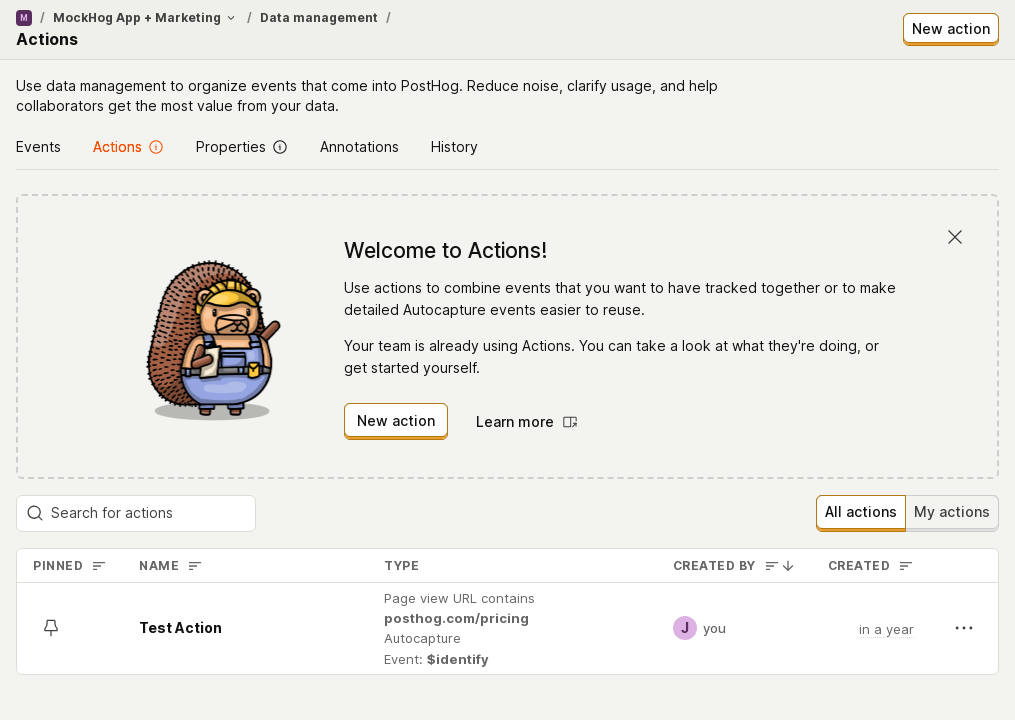 M / MockHog App + Marketing / Data management /
Actions
New action
Use data management to organize events that come into PostHog. Reduce noise, clarify usage, and help
collaborators get the most value from your data.
Events Actions Properties Annotations History
Welcome to Actions!
Use actions to combine events that you want to have tracked together or to make
detailed Autocapture events easier to reuse.
Your team is already using Actions. You can take a look at what they're doing, or
get started yourself.
New action Learn more
Search for actions
All actions My actions
PINNED NAME TYPE CREATED BY CREATED
Page view URL contains
posthog.com/pricing
Test Action
Autocapture
Event: $identify
J you
in a year